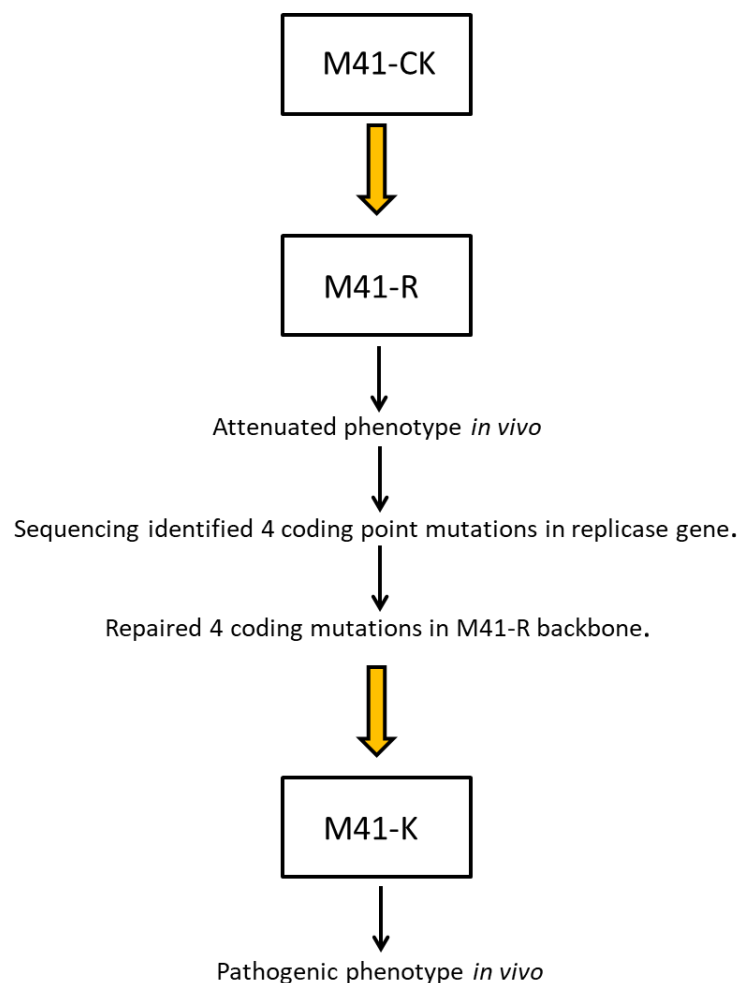 M41-CK
M41-R
Attenuated phenotype in vivo
Sequencing identified 4 coding point mutations in replicase gene.
Repaired 4 coding mutations in M41-R backbone.
M41-K
Pathogenic phenotype in vivo